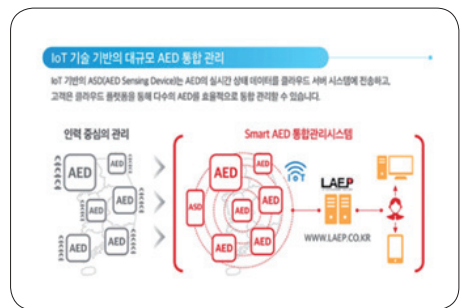 IoT 기술 기반의 대규모 AED 통합 관리
IoT 기반의 ASD(AED Sensing Device)는 AED의 실시간 상태 데이터를 클라우드 서버 시스템에 전송하고,
고객은 클라우드 플랫폼을 통해 다수의 AED를 효율적으로 통합 관리할 수 있습니다.
인력 중심의 관리
Smart AED 통합관리시스템
AED
AED
AED
AED
AED
AED
AED
AED
ASD
AED
AED
AED
IoT
LAEP
WWW.LAEP.CO.KR